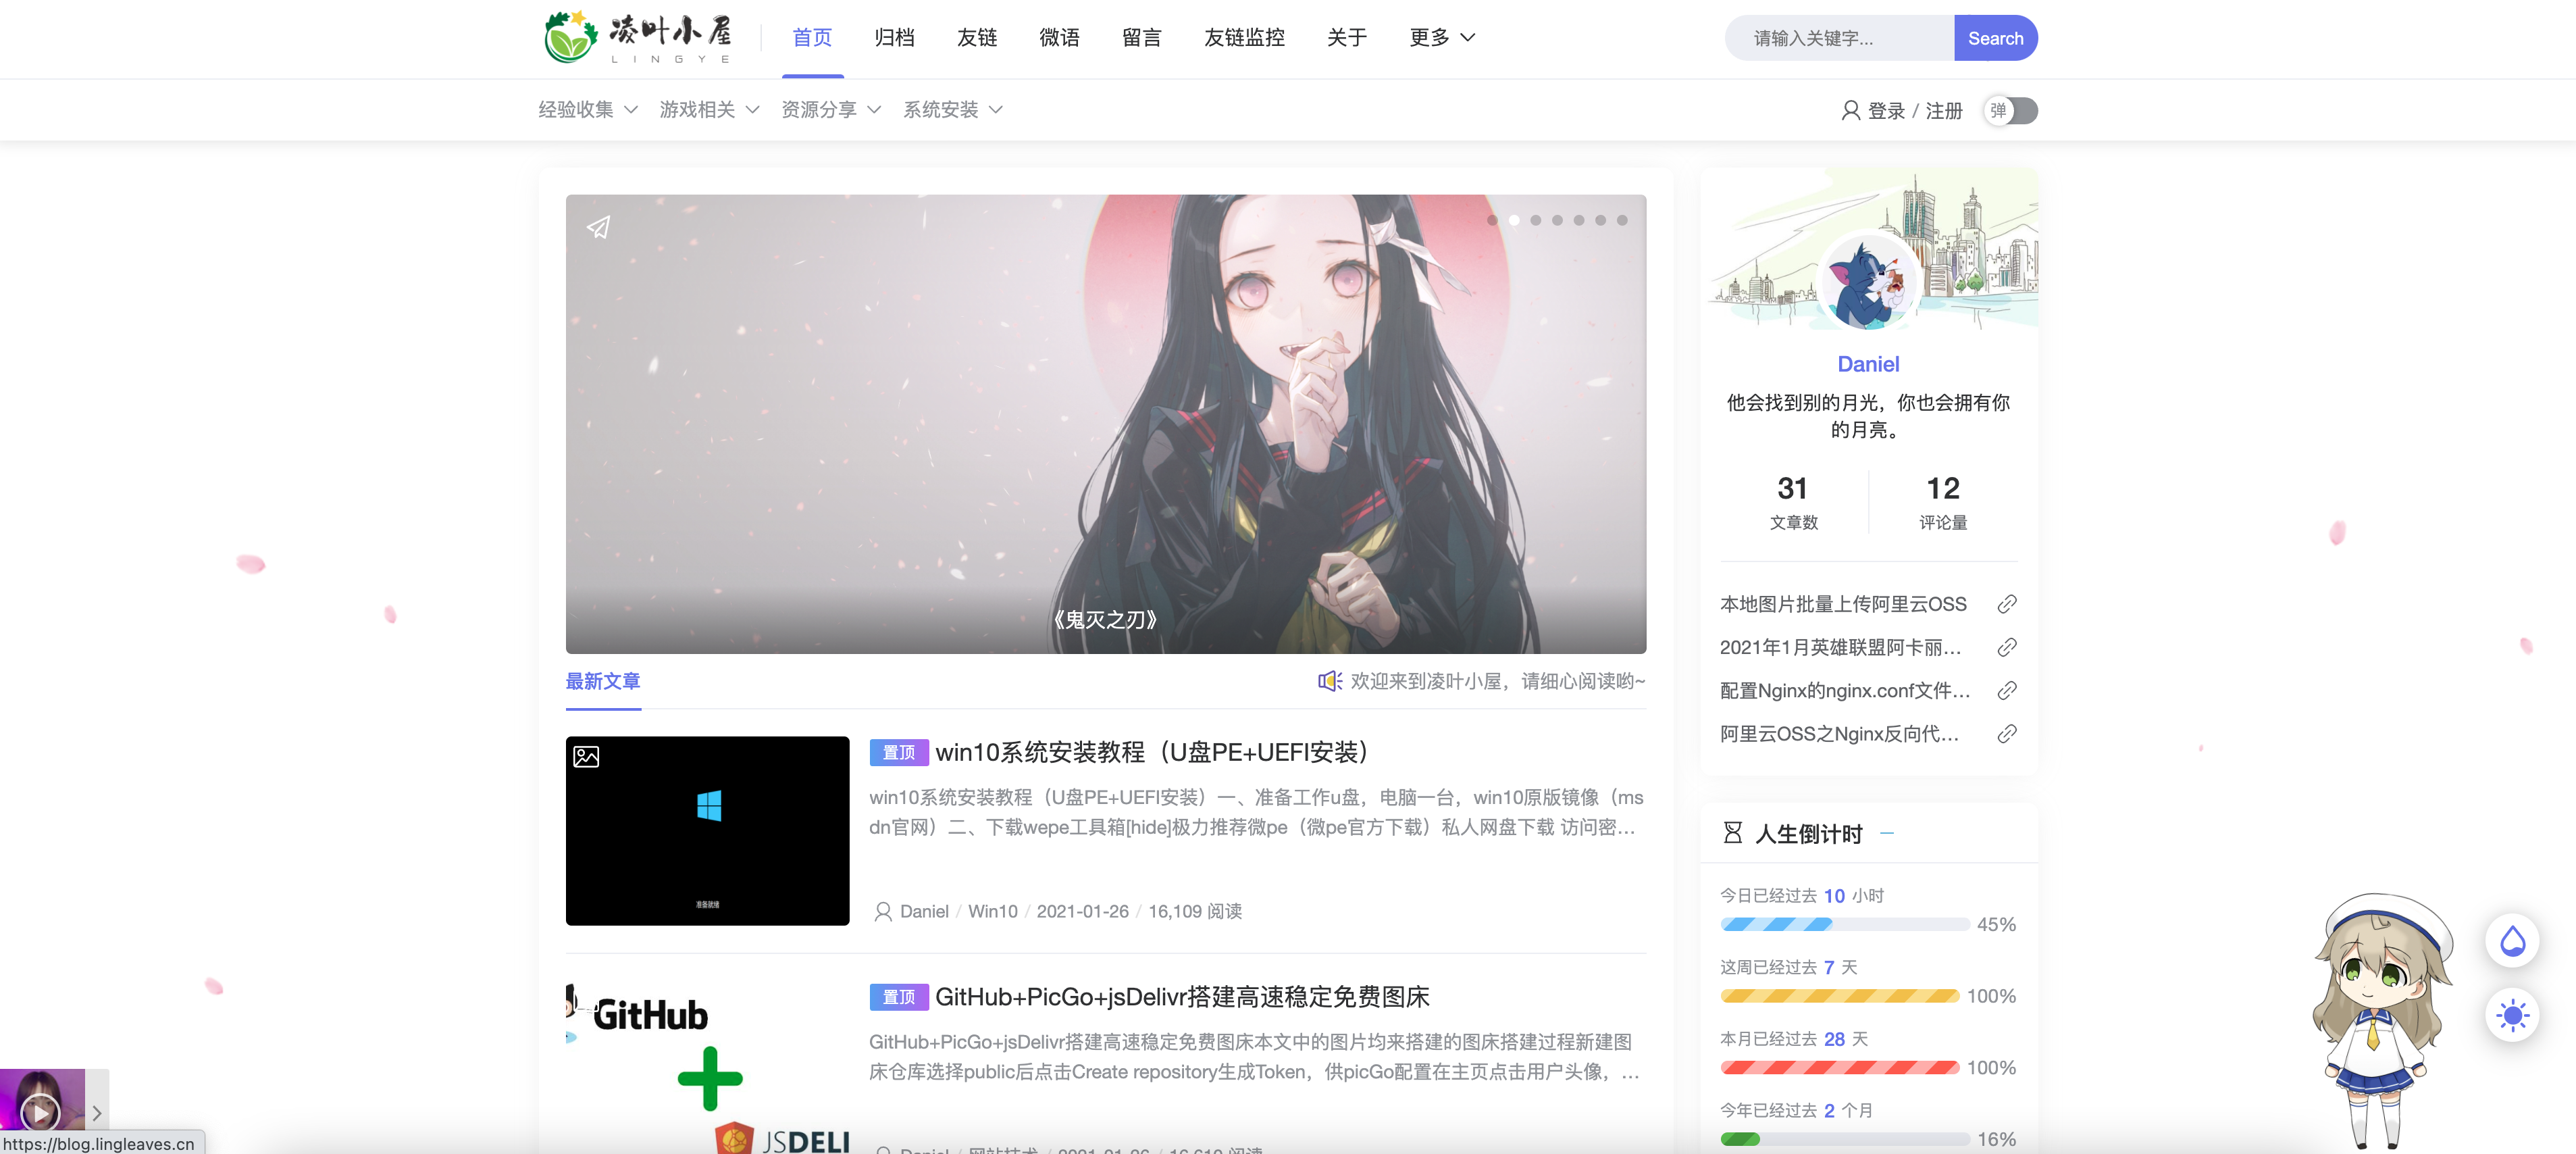 凌叶小屋
LINGYE
首页 归档 友链 微语 留言 友链监控 关于 更多
请输入关键字... Search
经验收集 游戏相关 资源分享 系统安装
登录 / 注册 弹
《鬼灭之刃》
最新文章
欢迎来到凌叶小屋，请细心阅读哟~
置顶 win10系统安装教程（U盘PE+UEFI安装）
win10系统安装教程（U盘PE+UEFI安装）一、准备工作u盘，电脑一台，win10原版镜像（ms
dn官网）二、下载wepe工具箱[hide]极力推荐微pe（微pe官方下载）私人网盘下载 访问密...
准备就绪
Daniel / Win10 / 2021-01-26 / 16,109 阅读
GitHub
JSDELI
置顶 GitHub+PicGo+jsDelivr搭建高速稳定免费图床
GitHub+PicGo+jsDelivr搭建高速稳定免费图床本文中的图片均来搭建的图床搭建过程新建图
床仓库选择public后点击Create repository生成Token，供picGo配置在主页点击用户头像，...
Daniel / 网站技术 / 2021-01-26
Daniel
他会找到别的月光，你也会拥有你
的月亮。
31 12
文章数 评论量
本地图片批量上传阿里云OSS
2021年1月英雄联盟阿卡丽...
配置Nginx的nginx.conf文件...
阿里云OSS之Nginx反向代...
人生倒计时
今日已经过去 10 小时
45%
这周已经过去 7 天
100%
本月已经过去 28 天
100%
今年已经过去 2 个月
16%
https://blog.lingleaves.cn